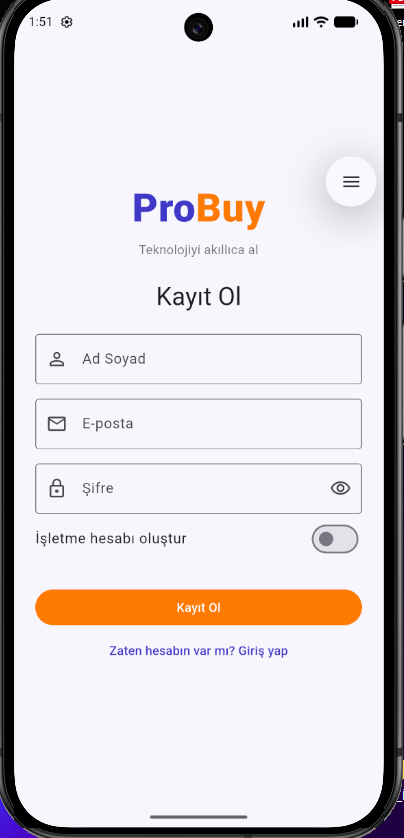 1:51
ProBuy
Teknolojiyi akıllıca al
Kayıt Ol
Ad Soyad
E-posta
Şifre
İşletme hesabı oluştur
Kayıt Ol
Zaten hesabın var mı? Giriş yap